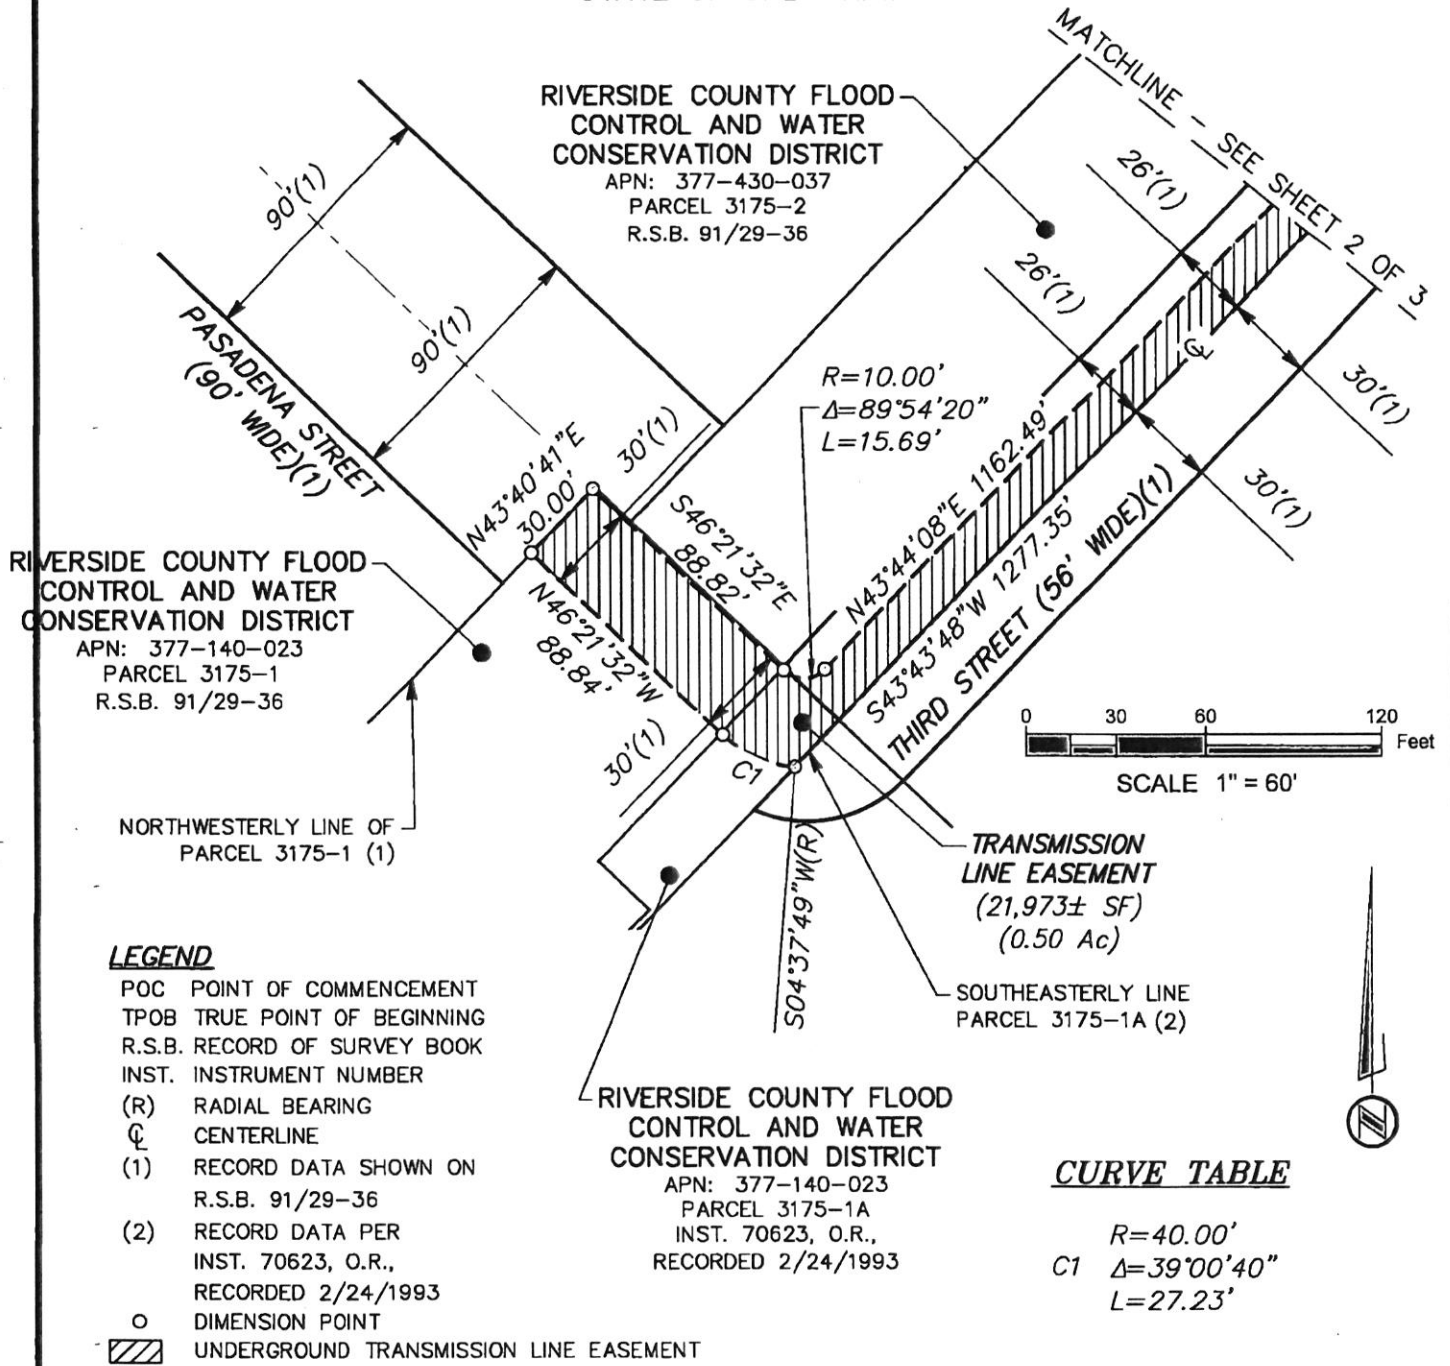 MATCHLINE - SEE SHEET 2 OF 3
RIVERSIDE COUNTY FLOOD
CONTROL AND WATER
CONSERVATION DISTRICT
APN: 377-430-037
PARCEL 3175-2
R.S.B. 91/29-36
90'(1)
90'(1)
26'(1)
26'(1)
30'(1)
30'(1)
PASADENA STREET
(90' WIDE)(1)
R=10.00'
Δ=89°54'20"
L=15.69'
N43°40'41"E
30.00'
30'(1)
S46°21'32"E
88.82'
N43°44'08"E 1162.49'
S43°43'48"W 1277.35'
THIRD STREET (56' WIDE)(1)
N46°21'32"W
88.84'
30'(1)
C1
RIVERSIDE COUNTY FLOOD
CONTROL AND WATER
CONSERVATION DISTRICT
APN: 377-140-023
PARCEL 3175-1
R.S.B. 91/29-36
0 30 60 120
Feet
SCALE 1" = 60'
NORTHWESTERLY LINE OF
PARCEL 3175-1 (1)
S04°37'49"W(R)
TRANSMISSION
LINE EASEMENT
(21,973± SF)
(0.50 Ac)
SOUTHEASTERLY LINE
PARCEL 3175-1A (2)
LEGEND
POC POINT OF COMMENCEMENT
TPOB TRUE POINT OF BEGINNING
R.S.B. RECORD OF SURVEY BOOK
INST. INSTRUMENT NUMBER
(R) RADIAL BEARING
℄ CENTERLINE
(1) RECORD DATA SHOWN ON
R.S.B. 91/29-36
(2) RECORD DATA PER
INST. 70623, O.R.,
RECORDED 2/24/1993
DIMENSION POINT
UNDERGROUND TRANSMISSION LINE EASEMENT
RIVERSIDE COUNTY FLOOD
CONTROL AND WATER
CONSERVATION DISTRICT
APN: 377-140-023
PARCEL 3175-1A
INST. 70623, O.R.,
RECORDED 2/24/1993
N
CURVE TABLE
R=40.00'
C1 Δ=39°00'40"
L=27.23'